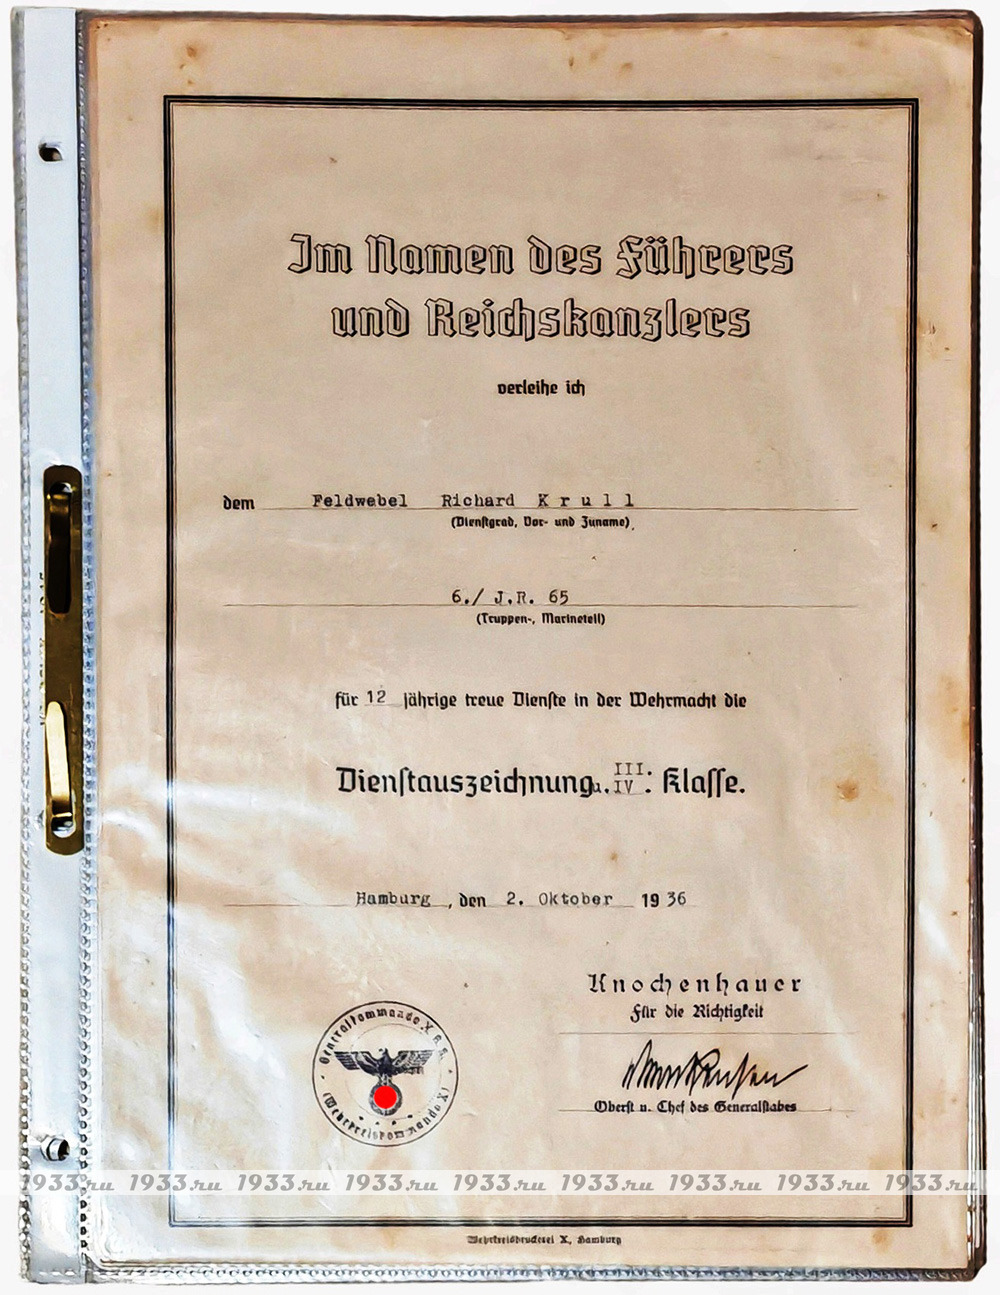 Im Namen des Führers
und Reichskanzlers
verleihe ich
dem Feldwebel Richard Krull
(Dienstgrad, Vor- und Zuname)
6./ J.R. 65
(Truppen-, Marineteil)
für 12 jährige treue Dienste in der Wehrmacht die
Dienstauszeichnung u. III. IV. Klasse.
Hamburg, den 2. Oktober 1936
Knochenhauer
Für die Richtigkeit
Oberst u. Chef des Generalstabes
Generalkommando X. A.K.
(Wehrkreiskommando X)
1933.ru 1933.ru 1933.ru 1933.ru 1933.ru 1933.ru 1933.ru 1933.ru 1933.ru
Wehrkreisdruckerei X, Hamburg